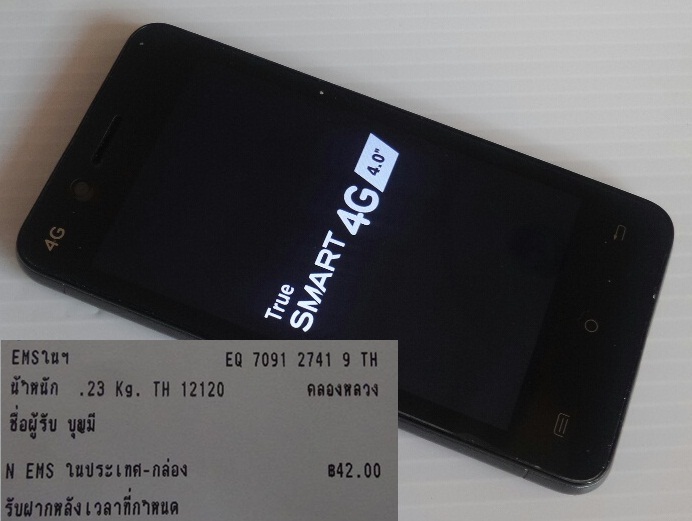 4G
True
SMART 4G 4.0"
EMSในฯ EQ 7091 2741 9 TH
น้ำหนัก .23 Kg. TH 12120 คลองหลวง
ชื่อผู้รับ บุญมี
N EMS ในประเทศ-กล่อง ฿42.00
รับฝากหลังเวลาที่กำหนด